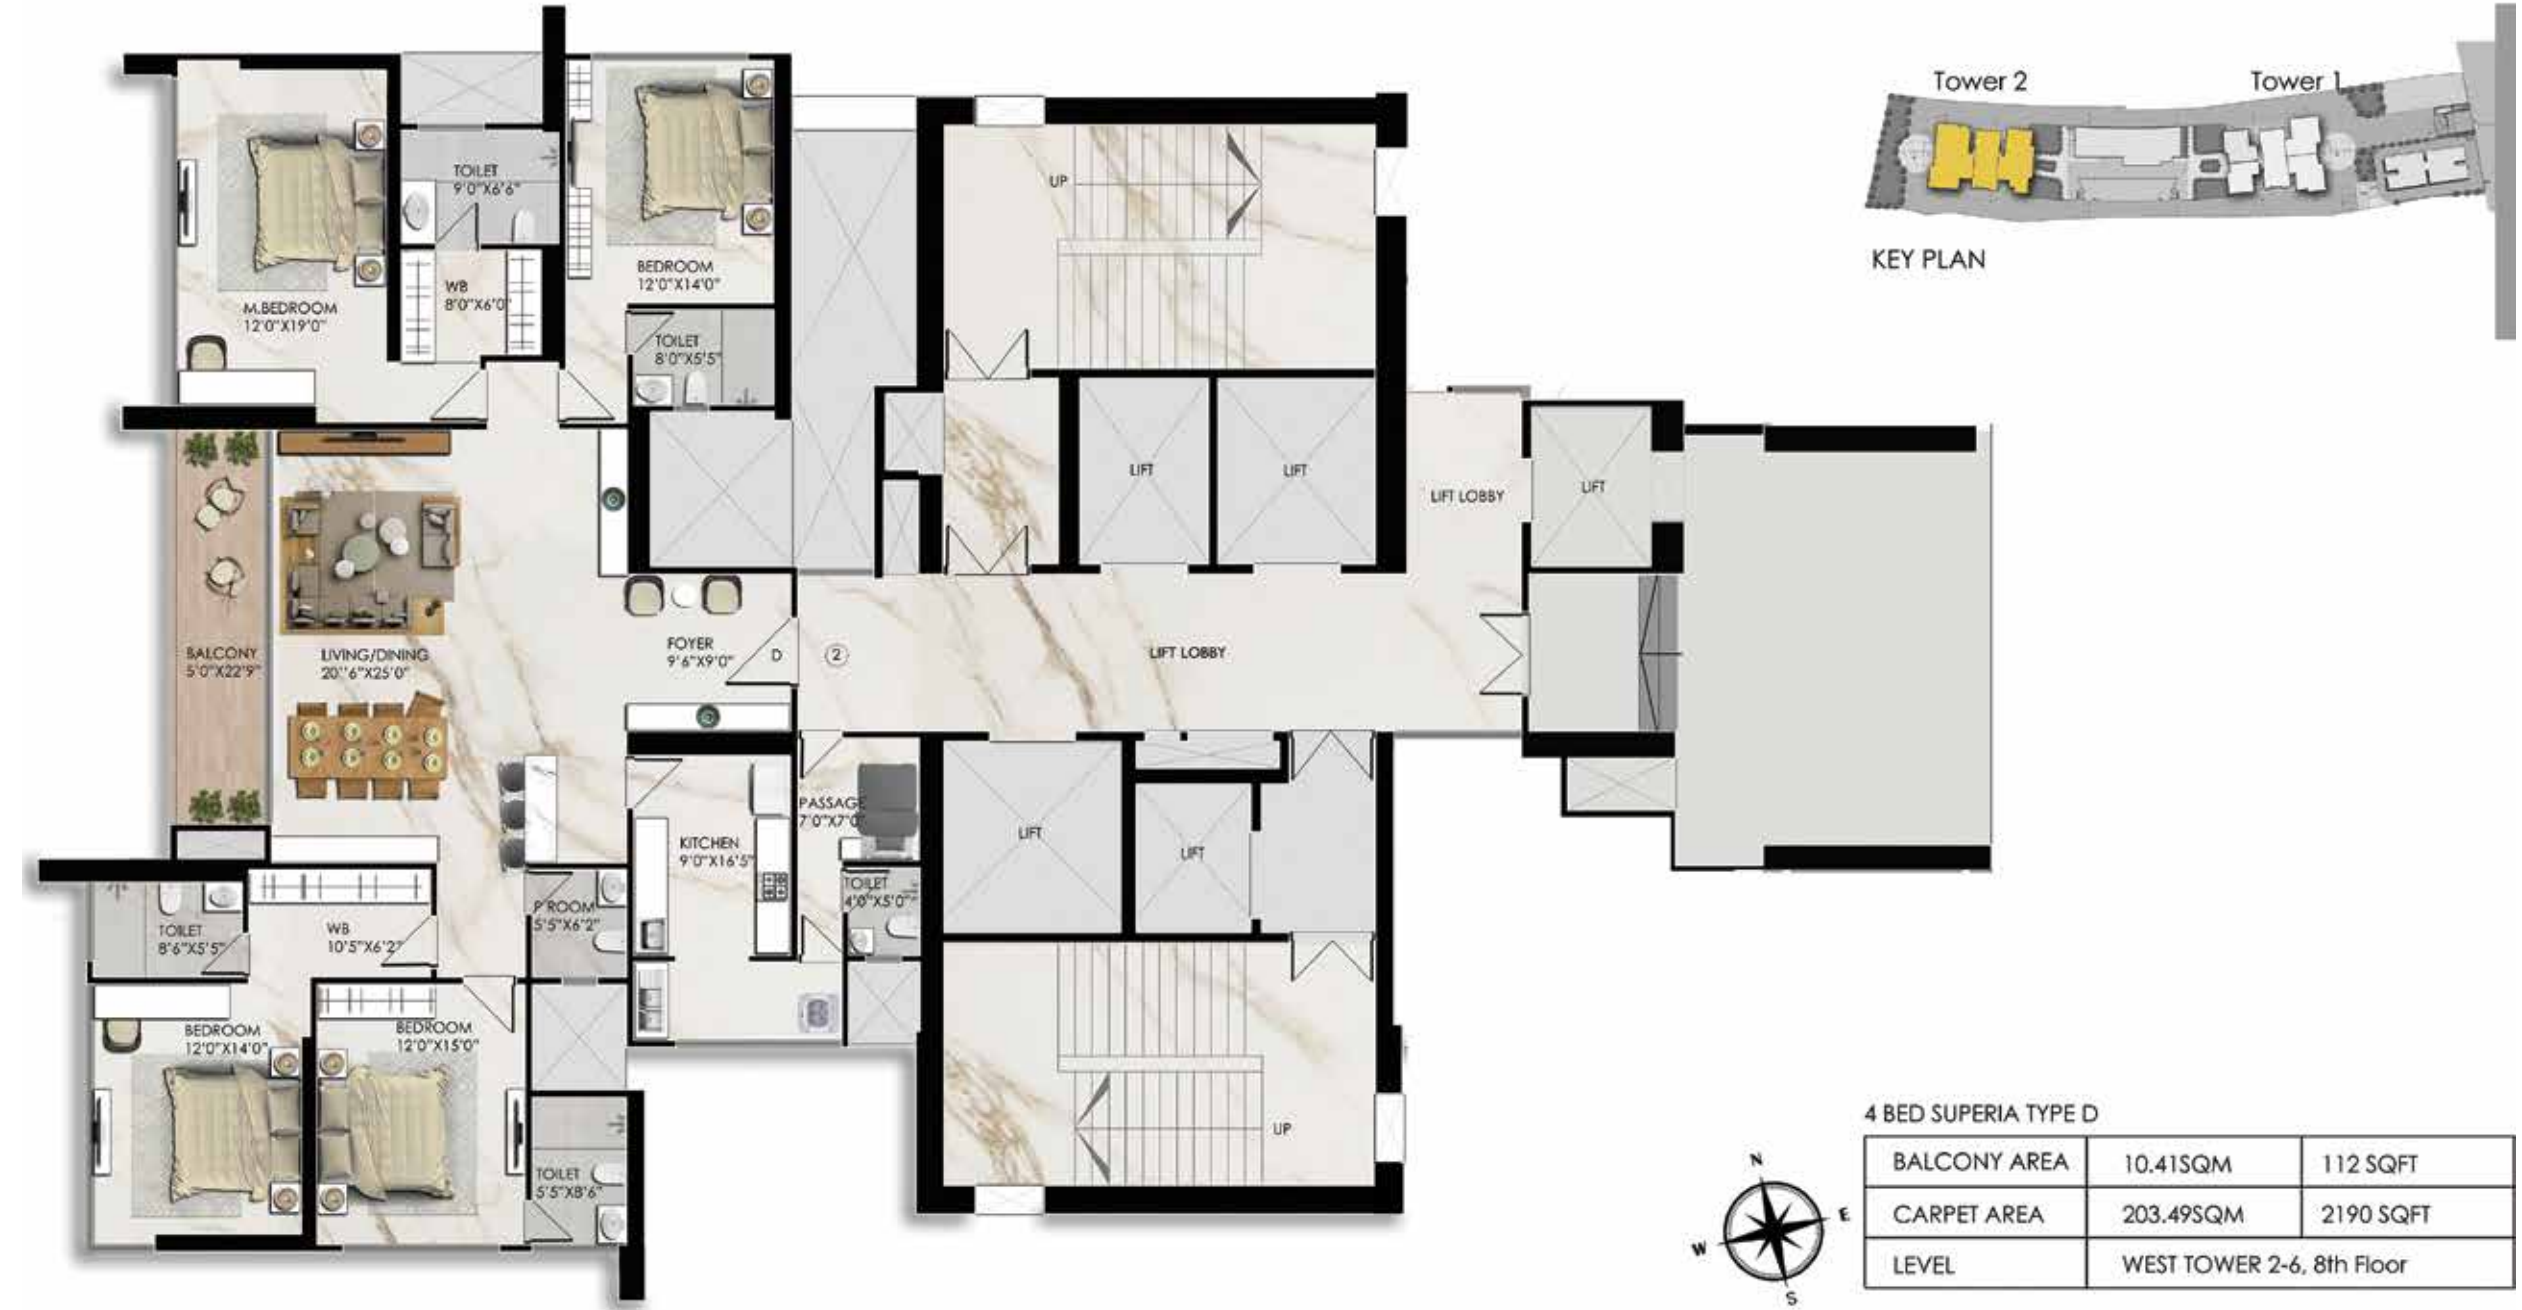 Tower 2
Tower 1
KEY PLAN
TOILET
9'0"X6'6"
UP
BEDROOM
12'0"X14'0"
WB
8'0"X6'0"
M.BEDROOM
12'0"X19'0"
TOILET
8'0"X5'5"
LIFT
LIFT
LIFT LOBBY
LIFT
FOYER
9'6"X9'0"
D
2
LIFT LOBBY
BALCONY
5'0"X22'9"
LIVING/DINING
20''6"X25'0"
PASSAGE
7'0"X7'0"
KITCHEN
9'0"X16'5"
LIFT
LIFT
TOILET
4'0"X5'0"
P ROOM
5'5"X6'2"
TOILET
8'6"X5'5"
WB
10'5"X6'2"
BEDROOM
12'0"X14'0"
BEDROOM
12'0"X15'0"
UP
TOILET
5'5"X8'6"
N
E
W
S
4 BED SUPERIA TYPE D
BALCONY AREA 10.41SQM 112 SQFT
CARPET AREA 203.49SQM 2190 SQFT
LEVEL WEST TOWER 2-6, 8th Floor